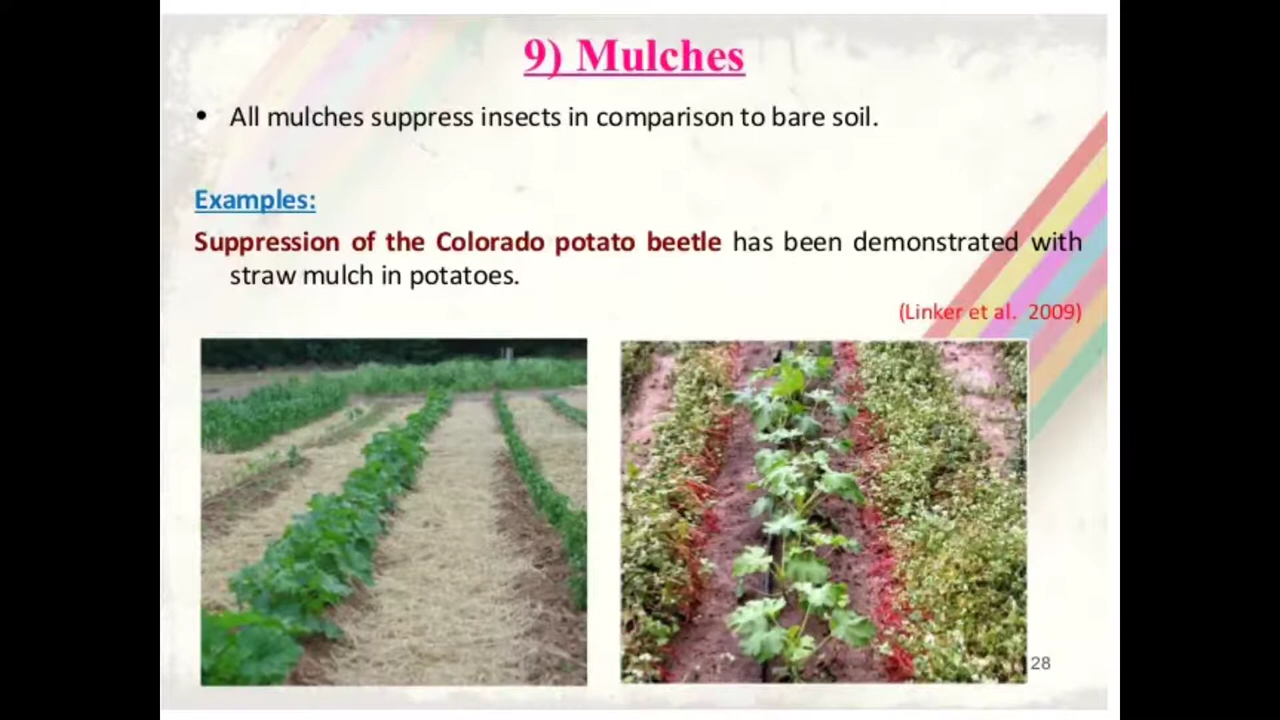 9) Mulches
• All mulches suppress insects in comparison to bare soil.
Examples:
Suppression of the Colorado potato beetle has been demonstrated with
straw mulch in potatoes.
(Linker et al. 2009)
28